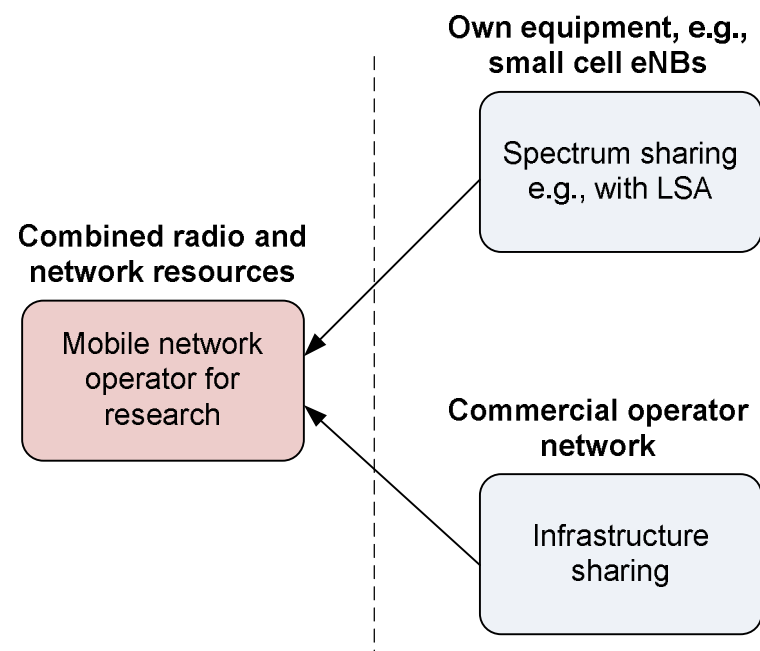 Own equipment, e.g.,
small cell eNBs
Spectrum sharing
e.g., with LSA
Combined radio and
network resources
Mobile network
operator for
research
Commercial operator
network
Infrastructure
sharing